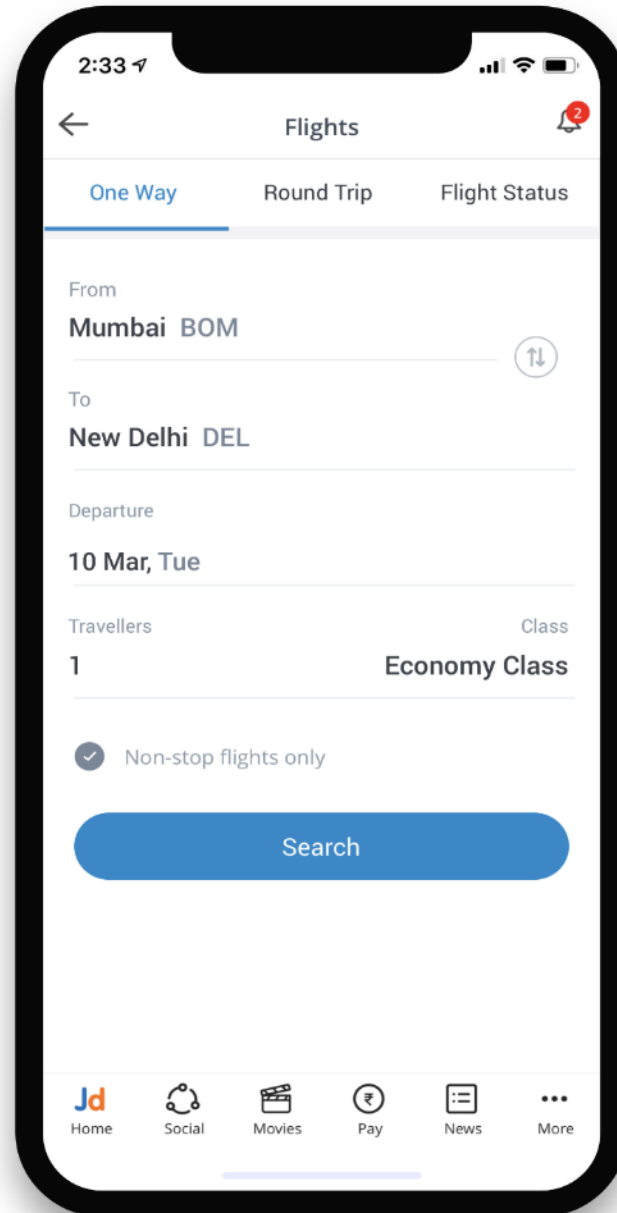 2:33
Flights
2
One Way Round Trip Flight Status
From
Mumbai BOM
To
New Delhi DEL
Departure
10 Mar, Tue
Travellers Class
1 Economy Class
Non-stop flights only
Search
Jd
Home Social Movies Pay News More